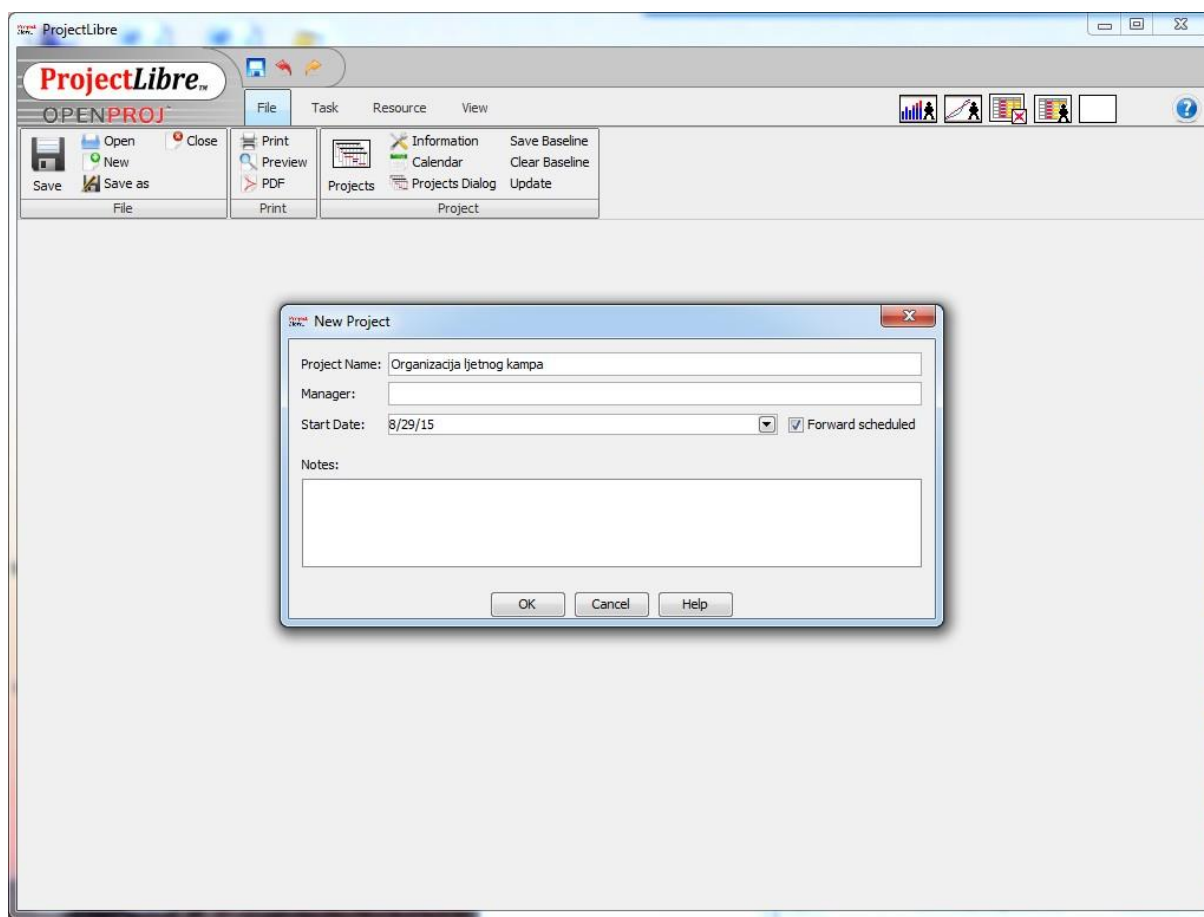 ProjectLibre
ProjectLibre™
OPENPROJ
File Task Resource View
Save
Open
New
Save as
Close
File
Print
Preview
PDF
Print
Projects
Information
Calendar
Projects Dialog
Save Baseline
Clear Baseline
Update
Project
New Project
Project Name: Organizacija ljetnog kampa
Manager:
Start Date: 8/29/15 Forward scheduled
Notes:
OK Cancel Help